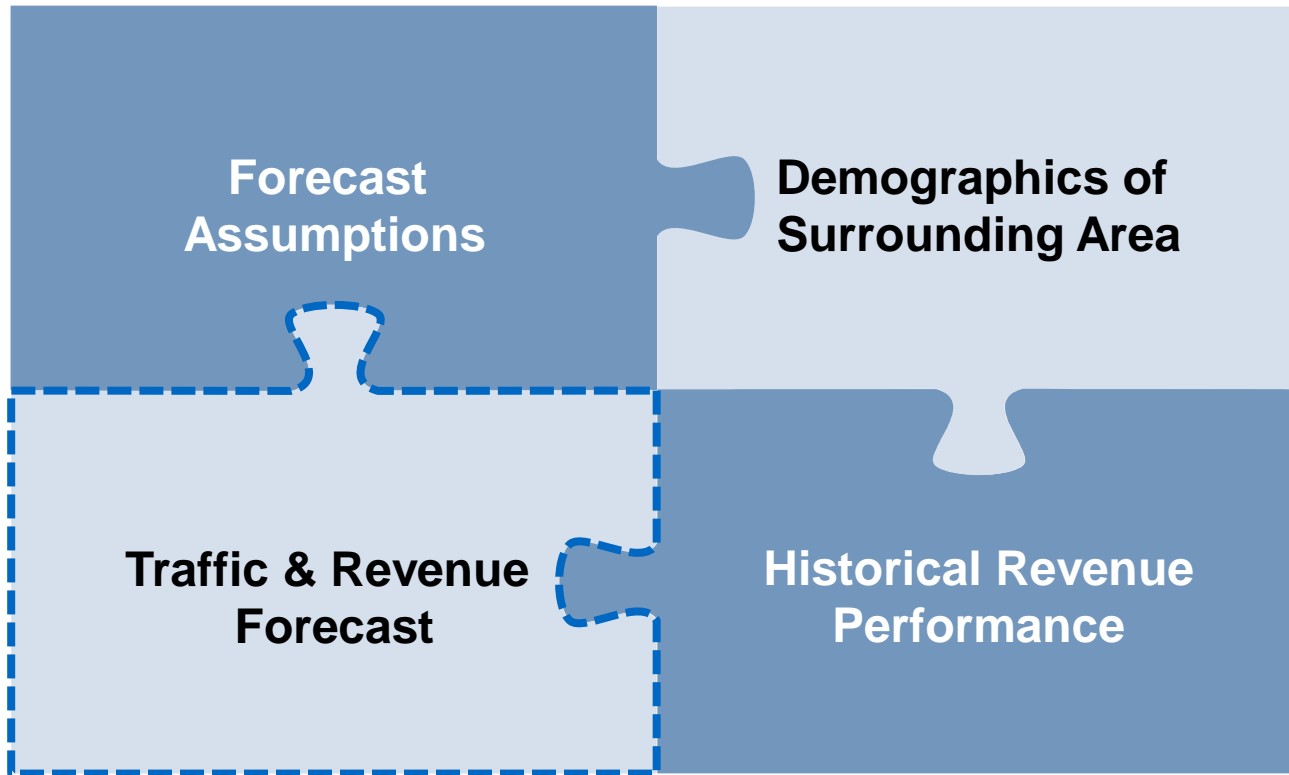 Forecast
Assumptions
Demographics of
Surrounding Area
Traffic & Revenue
Forecast
Historical Revenue
Performance